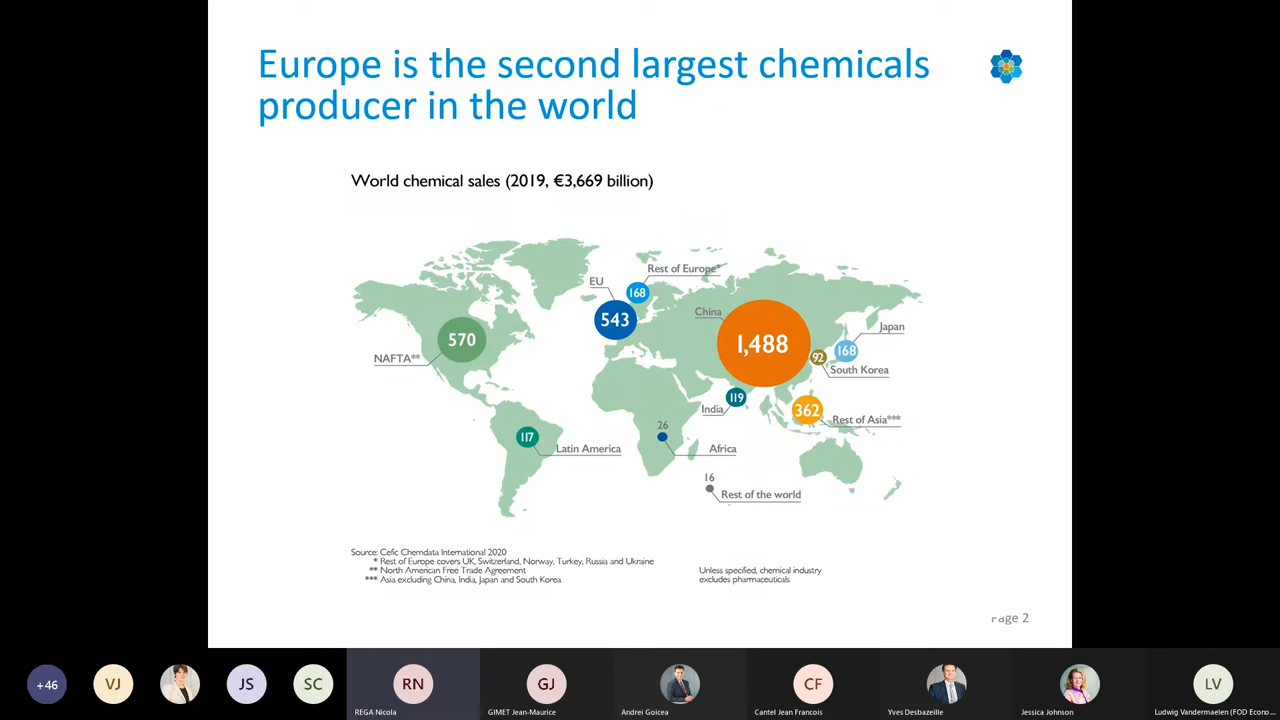 Europe is the second largest chemicals
producer in the world
World chemical sales (2019, €3,669 billion)
Rest of Europe*
EU
168
543
China
1,488
Japan
168
92
South Korea
570
NAFTA**
119
India
362
Rest of Asia***
117
Latin America
26
Africa
16
Rest of the world
Source: Cefic Chemdata International 2020
* Rest of Europe covers UK, Switzerland, Norway, Turkey, Russia and Ukraine
** North American Free Trade Agreement
*** Asia excluding China, India, Japan and South Korea
Unless specified, chemical industry
excludes pharmaceuticals
Page 2
+46
VJ
JS
SC
RN
REGA Nicola
GJ
GIMET Jean-Maurice
Andrei Goicea
CF
Cantel Jean Francois
Yves Desbazeille
Jessica Johnson
LV
Ludwig Vandermaelen (FOD Econo...